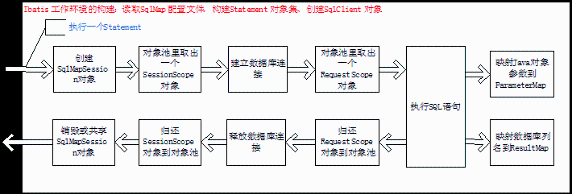 Ibatis 工作环境的构建：读取SqlMap 配置文件，构建Statement 对象集，创建SqlClient 对象
执行一个Statement
创建
SqlMapSessio
n对象
对象池里取出
一个
SessionScope
对象
建立数据库连
接
对象池里取出
一个
RequestScope
对象
执行SQL语句
映射Java对象
参数到
ParameterMap
销毁或共享
SqlMapSessio
n对象
归还
SessionScope
对象到对象池
释放数据库连
接
归还
RequestScope
对象到对象池
映射数据库列
名到ResultMap